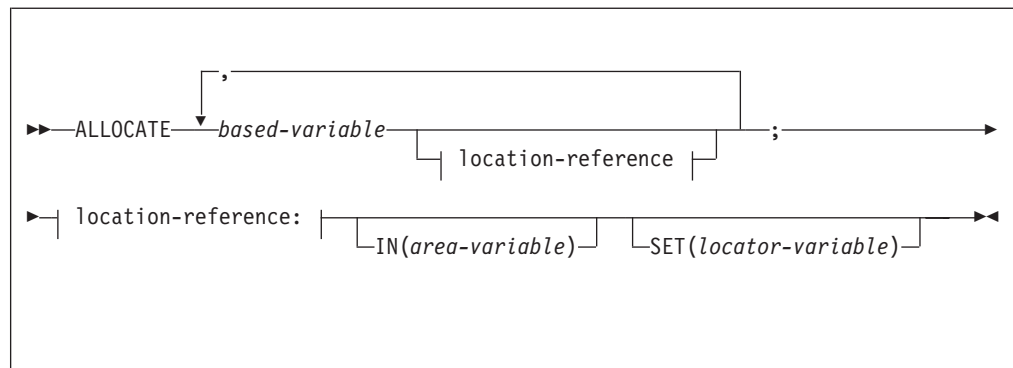 ,
ALLOCATE based-variable ;
location-reference
location-reference:
IN(area-variable) SET(locator-variable)